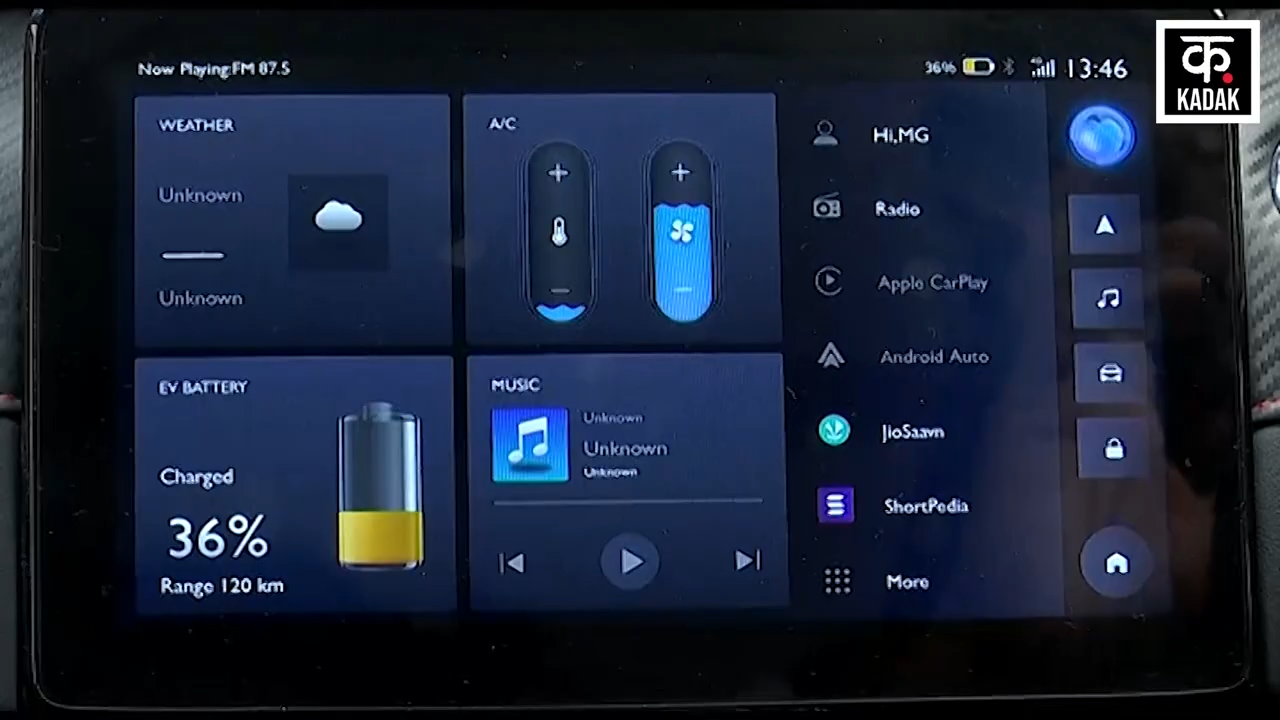 Now Playing:FM 87.5
36%
4G
13:46
क
KADAK
WEATHER
Unknown
Unknown
A/C
EV BATTERY
Charged
36%
Range 120 km
MUSIC
Unknown
Unknown
Unknown
Hi,MG
Radio
Apple CarPlay
Android Auto
JioSaavn
ShortPedia
More